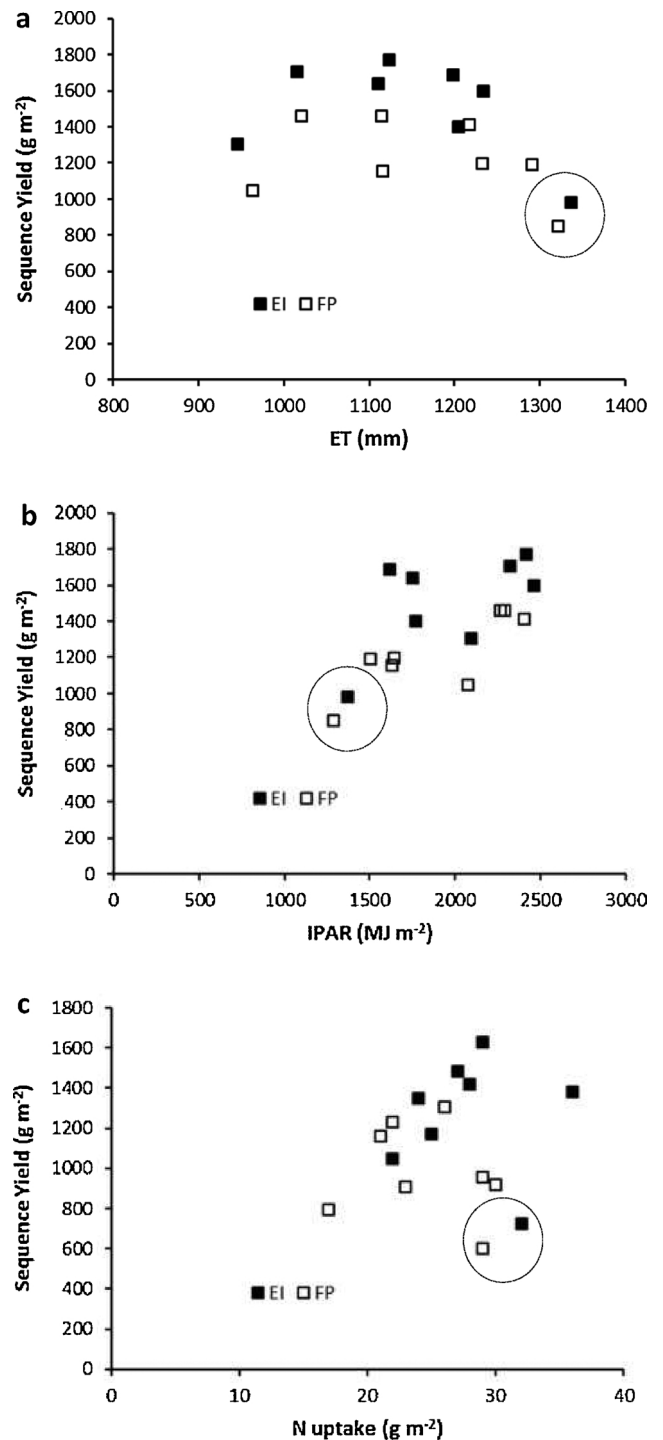 a
2000
1800
1600
1400
1200
1000
800
600
400
200
0
Sequence Yield (g m⁻²)
EI FP
800 900 1000 1100 1200 1300 1400
ET (mm)
b
2000
1800
1600
1400
1200
1000
800
600
400
200
0
Sequence Yield (g m⁻²)
EI FP
0 500 1000 1500 2000 2500 3000
IPAR (MJ m⁻²)
c
1800
1600
1400
1200
1000
800
600
400
200
0
Sequence Yield (g m⁻²)
EI FP
0 10 20 30 40
N uptake (g m⁻²)